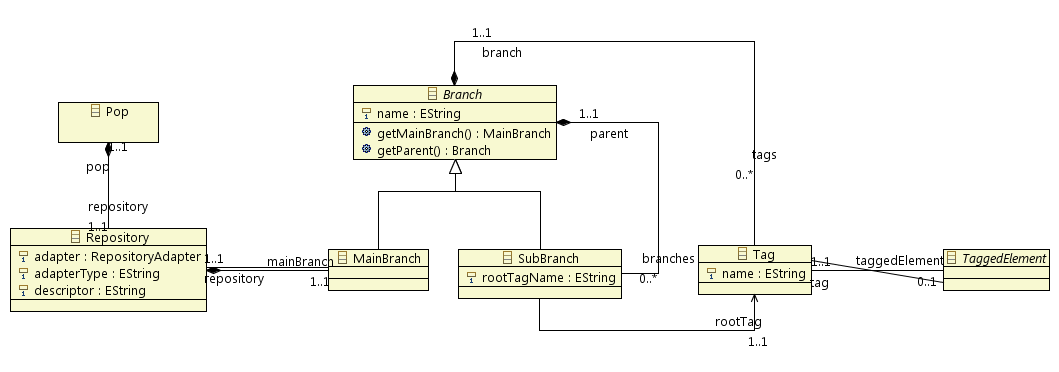 1..1
branch
Branch
name : EString
getMainBranch() : MainBranch
getParent() : Branch
1..1
parent
Pop
1..1
pop
repository
1..1
Repository
adapter : RepositoryAdapter
adapterType : EString
descriptor : EString
1..1
repository
mainBranch
1..1
MainBranch
SubBranch
rootTagName : EString
branches
0..*
tags
0..*
Tag
name : EString
1..1
tag
taggedElement
0..1
TaggedElement
rootTag
1..1